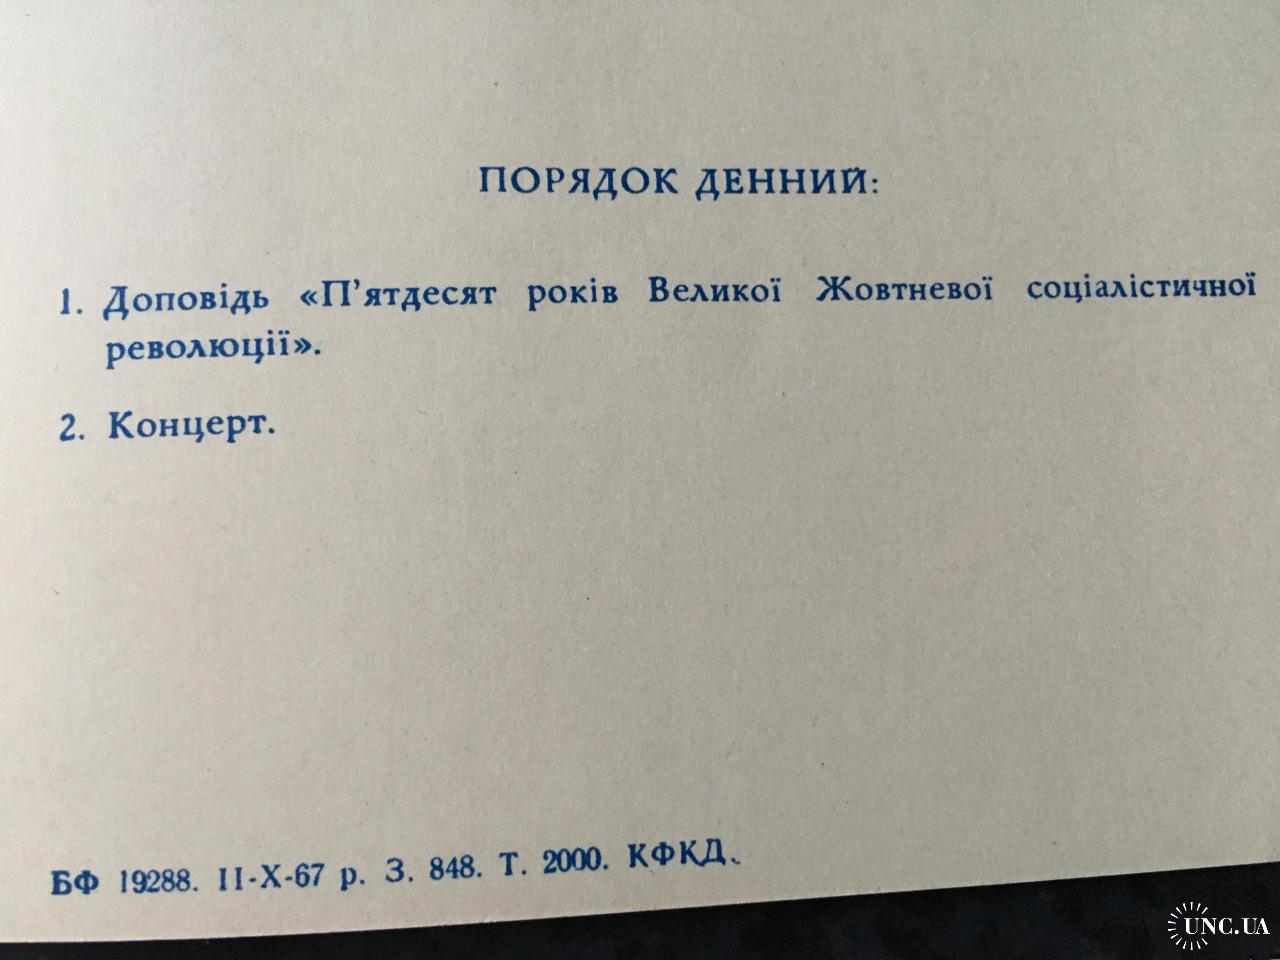 ПОРЯДОК ДЕННИЙ:
1. Доповідь «П’ятдесят років Великої Жовтневої соціалістичної
революції».
2. Концерт.
БФ 19288. 11-X-67 р. З. 848. Т. 2000. КФКД.
UNC.UA